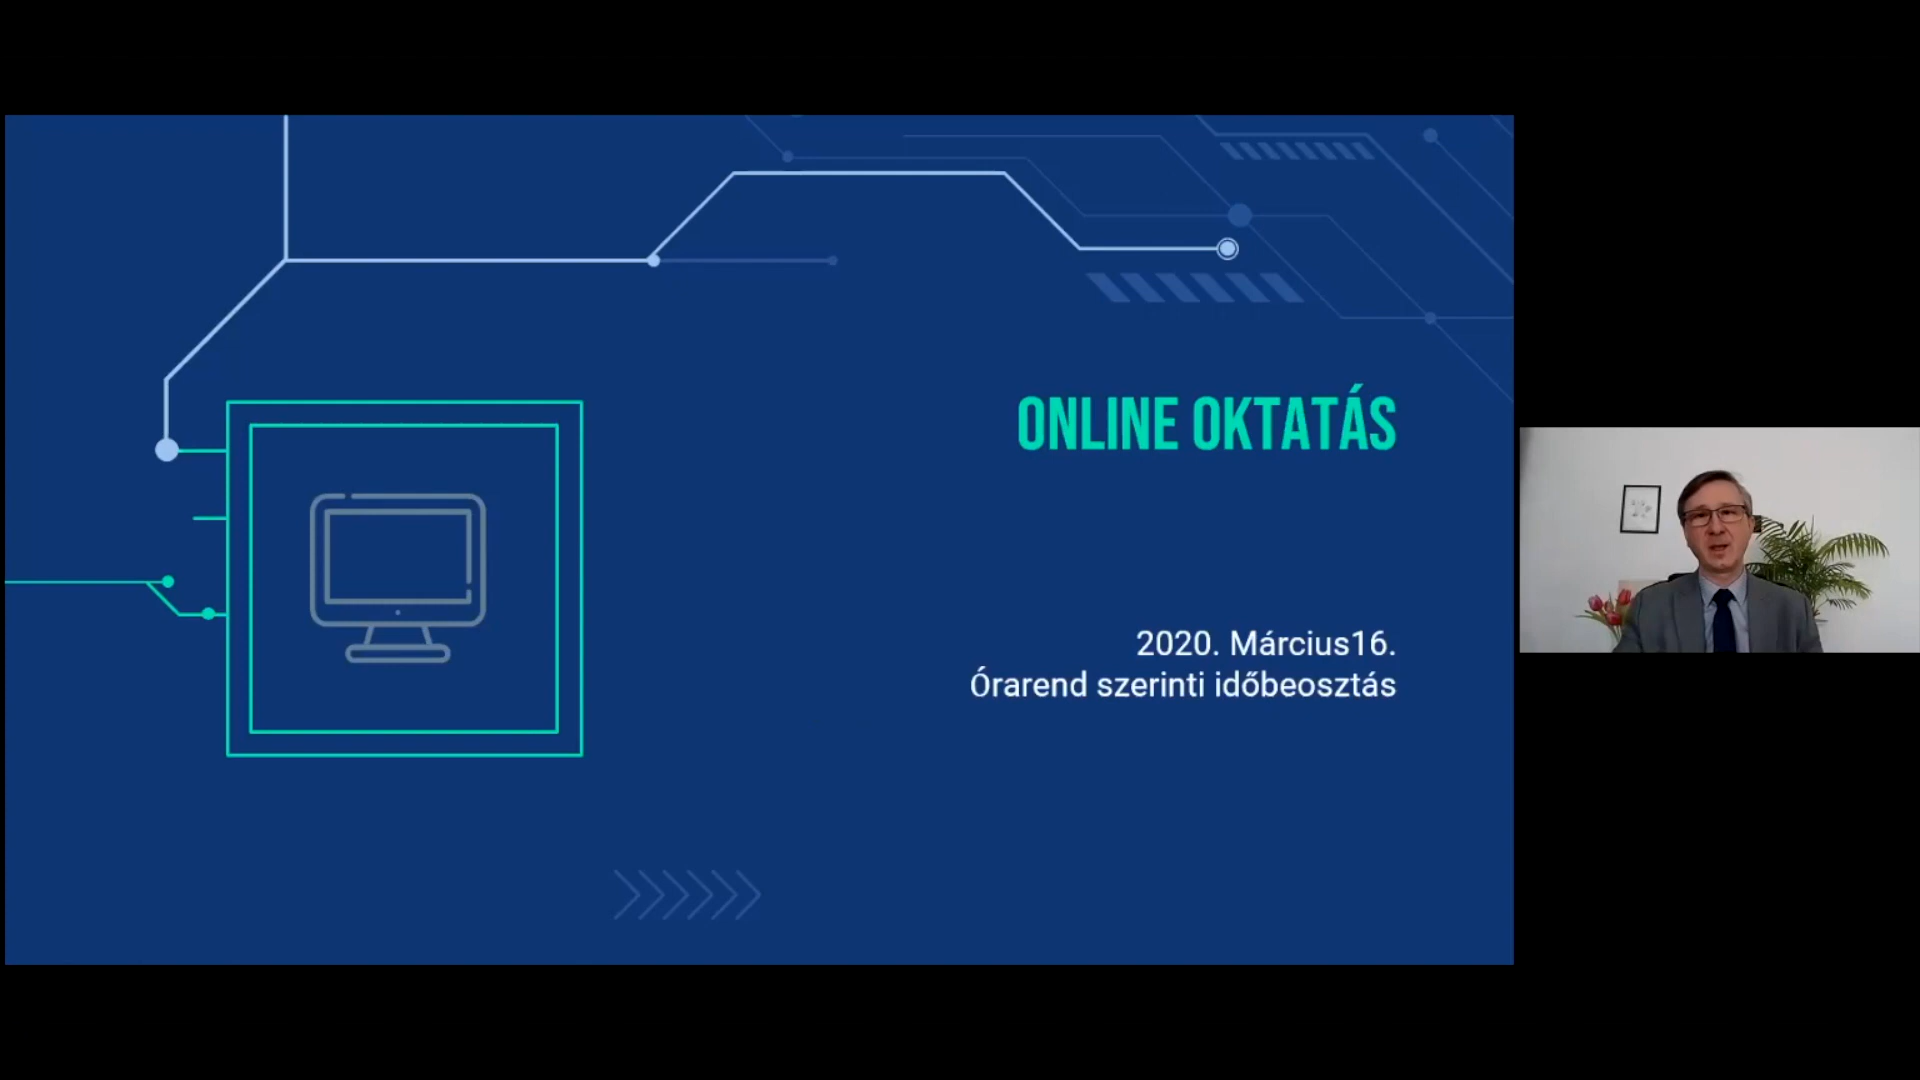 ONLINE OKTATÁS
2020. Március16.
Órarend szerinti időbeosztás